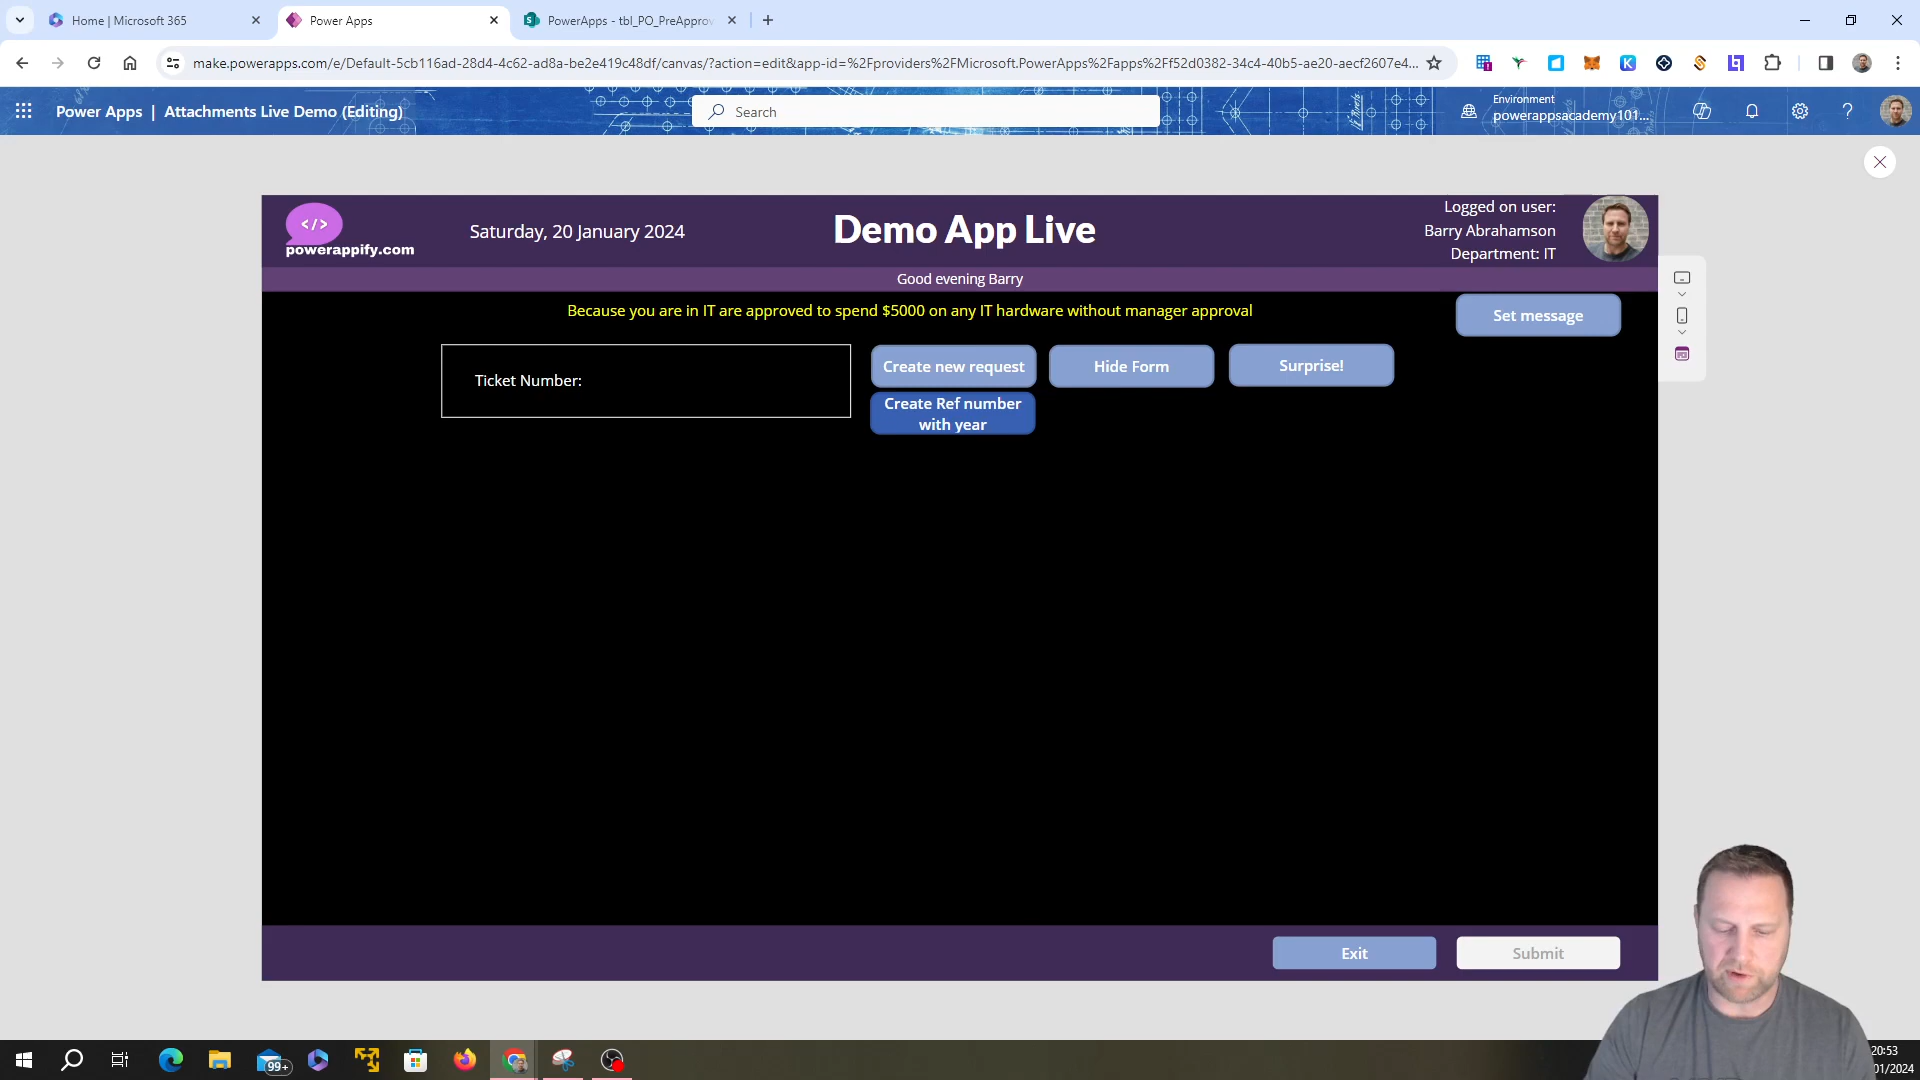 Home | Microsoft 365
Power Apps
PowerApps - tbl_PO_PreApprov
make.powerapps.com/e/Default-5cb116ad-28d4-4c62-ad8a-be2e419c48df/canvas/?action=edit&app-id=%2Fproviders%2FMicrosoft.PowerApps%2Fapps%2Ff52d0382-34c4-40b5-ae20-aecf2607e4...
Power Apps | Attachments Live Demo (Editing)
Search
Environment
powerappsacademy101...
</>
powerappify.com
Saturday, 20 January 2024
Demo App Live
Logged on user:
Barry Abrahamson
Department: IT
Good evening Barry
Because you are in IT are approved to spend $5000 on any IT hardware without manager approval
Set message
Ticket Number:
Create new request
Hide Form
Surprise!
Create Ref number
with year
Exit
Submit
99+
20:53
01/2024